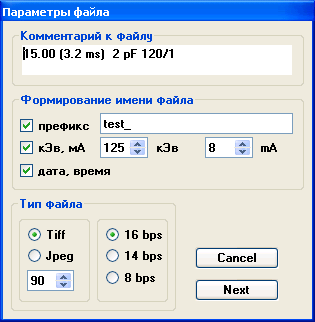 Параметры файла
Комментарий к файлу
15.00 (3.2 ms)  2 pF 120/1
Формирование имени файла
префикс test_
кЭв, мА 125 кЭв 8 mA
дата, время
Тип файла
Tiff 16 bps
Jpeg 14 bps
90 8 bps
Cancel
Next